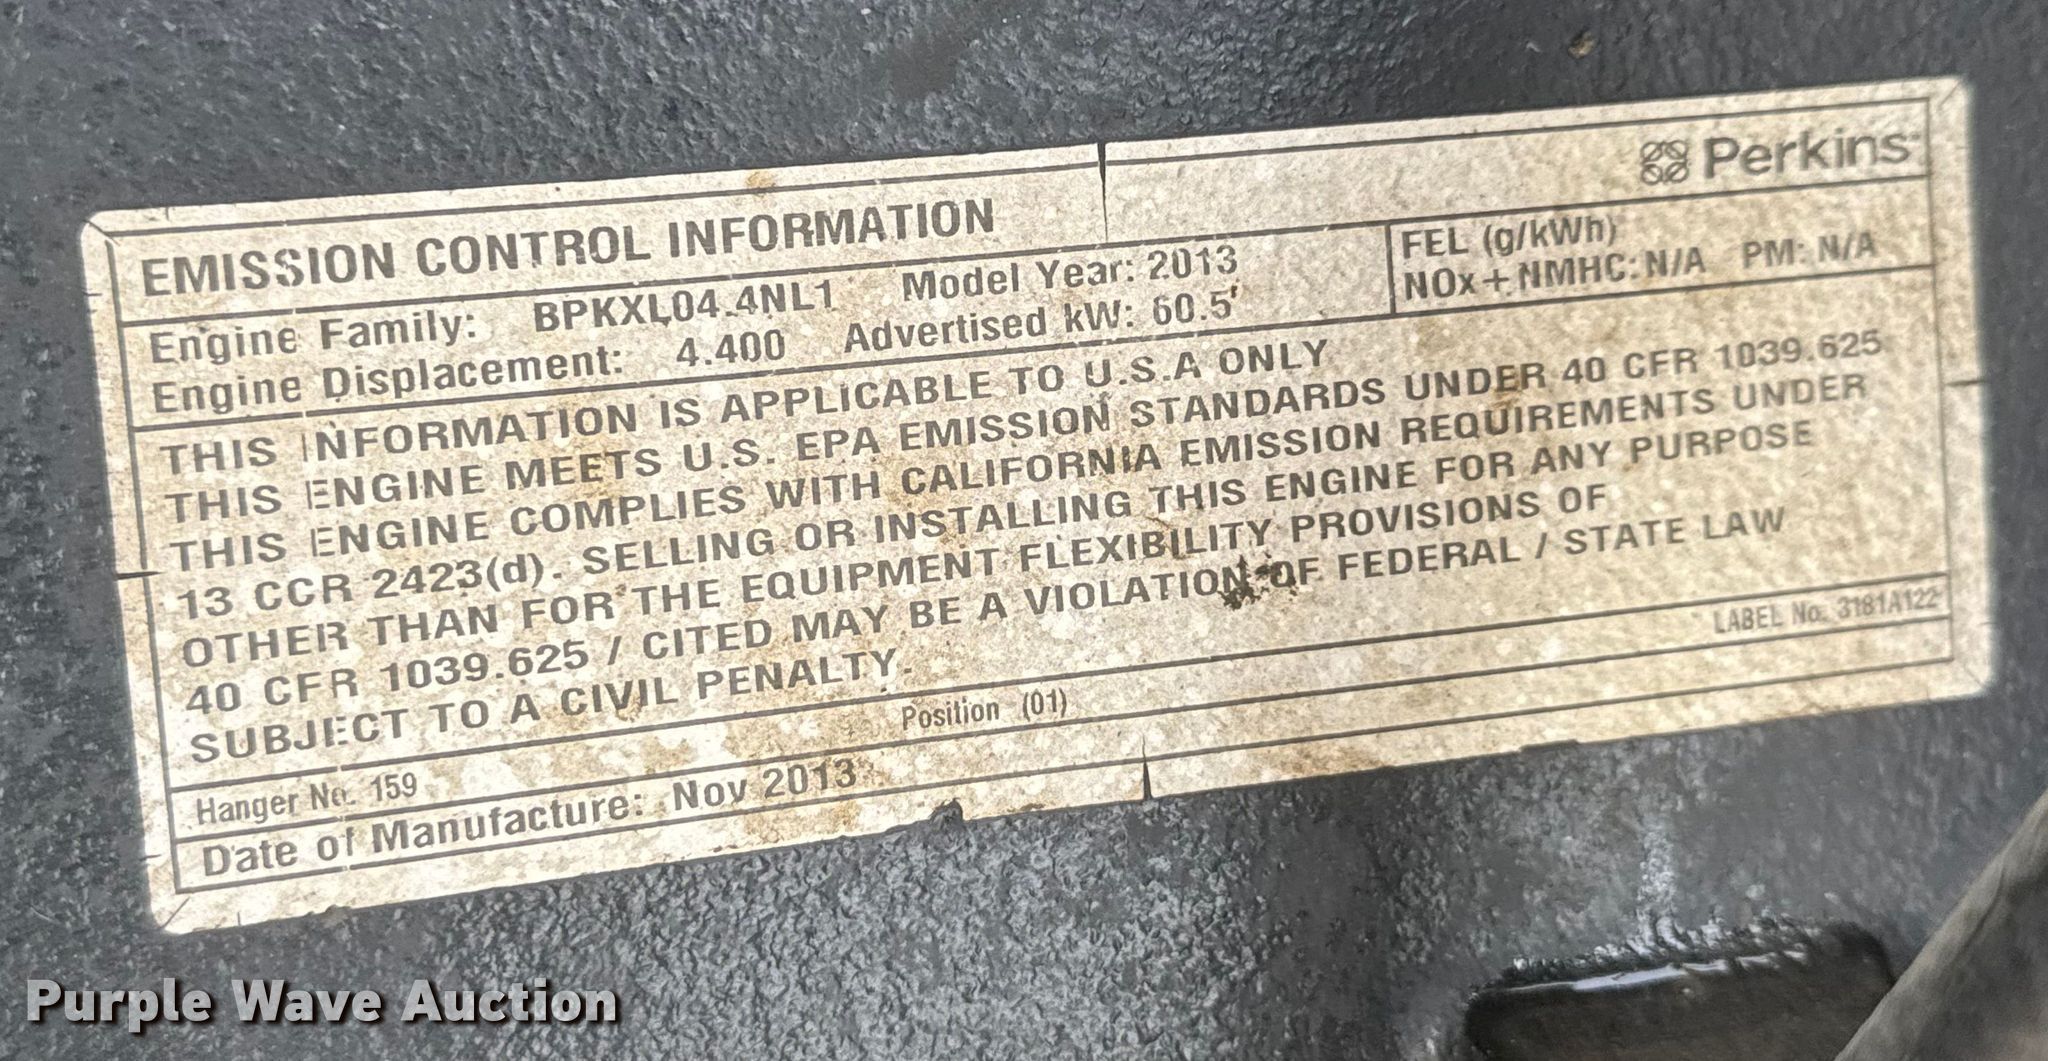 Perkins
EMISSION CONTROL INFORMATION
Engine Family: BPKXL04.4NL1 Model Year: 2013
Engine Displacement: 4.400 Advertised kW: 60.5
FEL (g/kWh)
NOx + NMHC: N/A PM: N/A
THIS INFORMATION IS APPLICABLE TO U.S.A ONLY
THIS ENGINE MEETS U.S. EPA EMISSION STANDARDS UNDER 40 CFR 1039.625
THIS ENGINE COMPLIES WITH CALIFORNIA EMISSION REQUIREMENTS UNDER
13 CCR 2423(d). SELLING OR INSTALLING THIS ENGINE FOR ANY PURPOSE
OTHER THAN FOR THE EQUIPMENT FLEXIBILITY PROVISIONS OF
40 CFR 1039.625 / CITED MAY BE A VIOLATION OF FEDERAL / STATE LAW
SUBJECT TO A CIVIL PENALTY.
LABEL No. 3181A122
Hanger No. 159 Position (01)
Date of Manufacture: Nov 2013
Purple Wave Auction